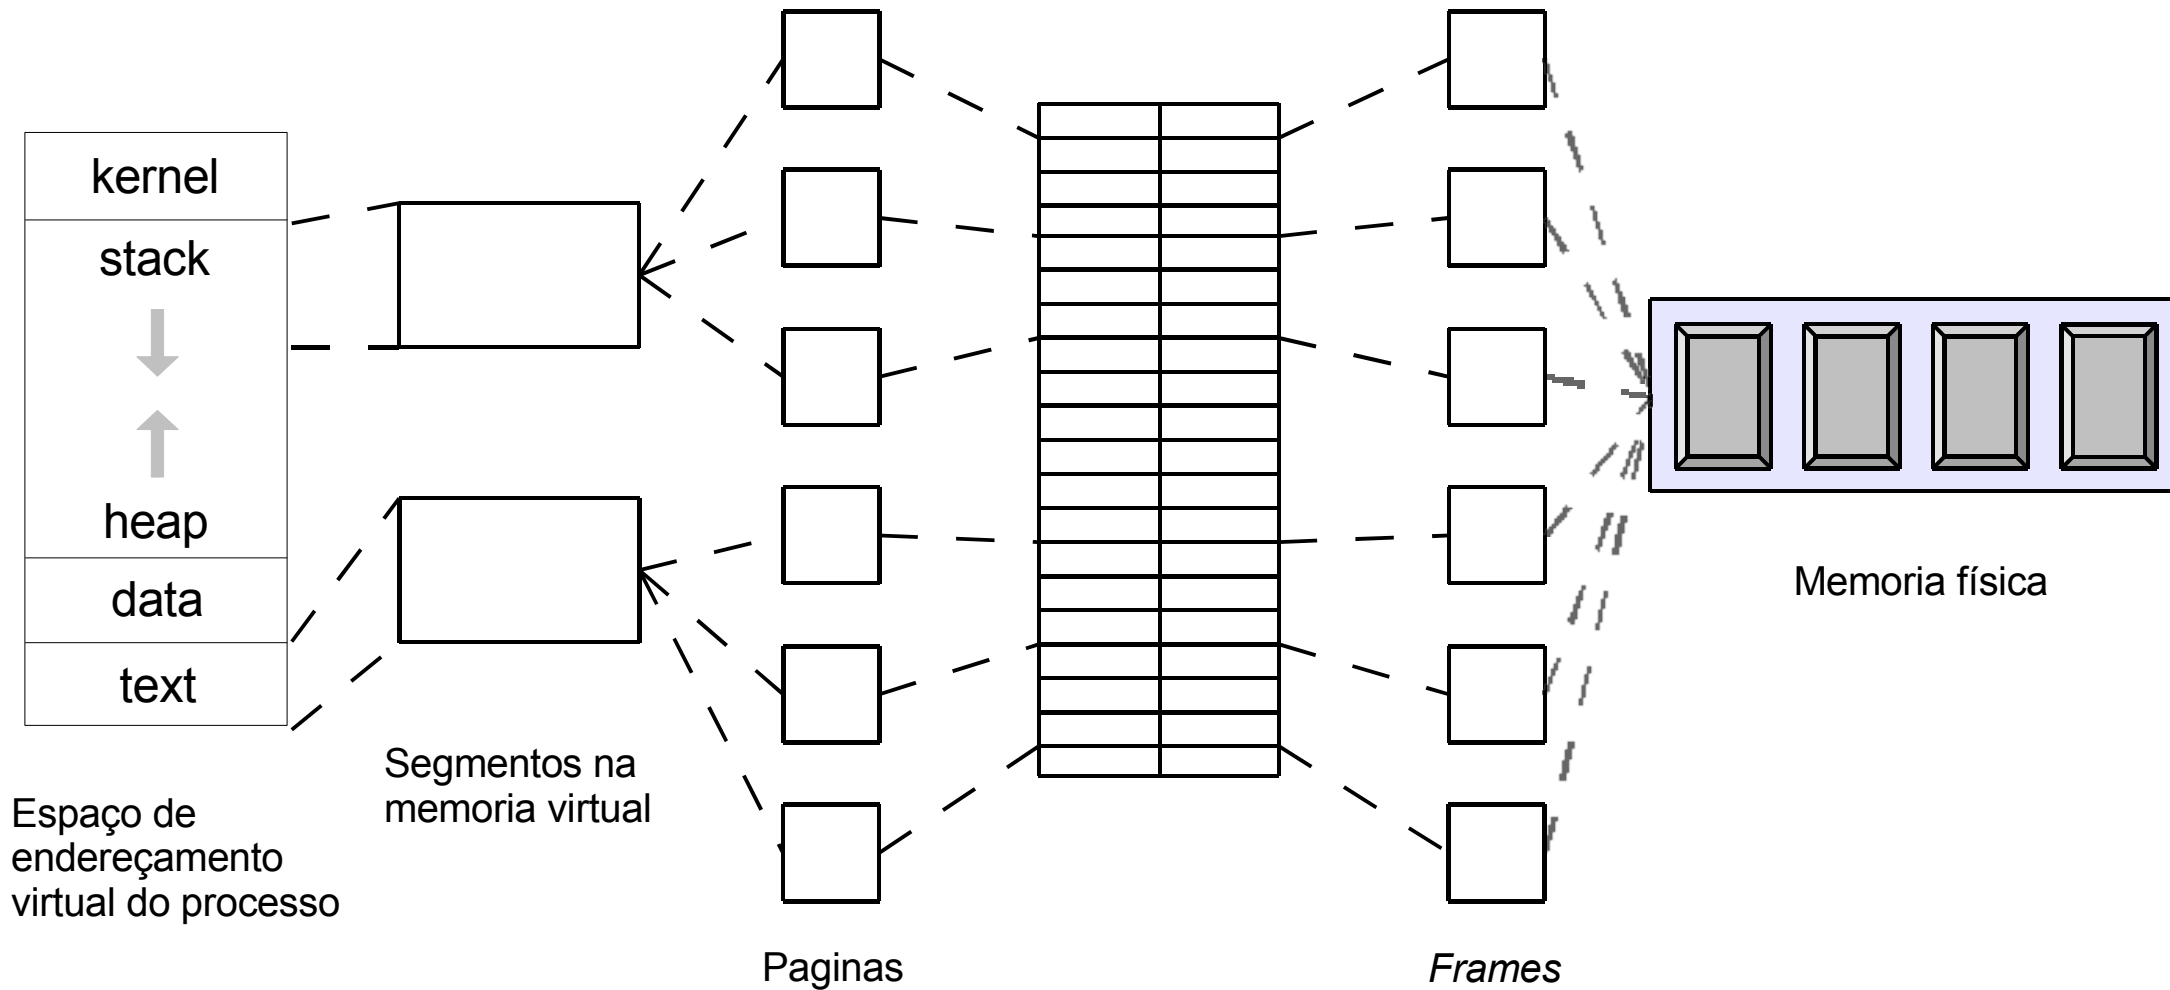 kernel
stack
heap
data
text
Espaço de
endereçamento
virtual do processo
Segmentos na
memoria virtual
Paginas
Frames
Memoria física